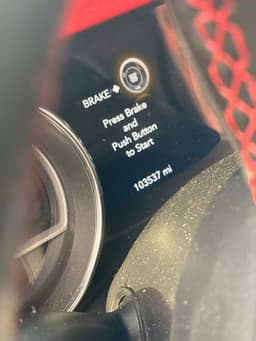 BRAKE +
Press Brake
and
Push Button
to Start
103537 mi